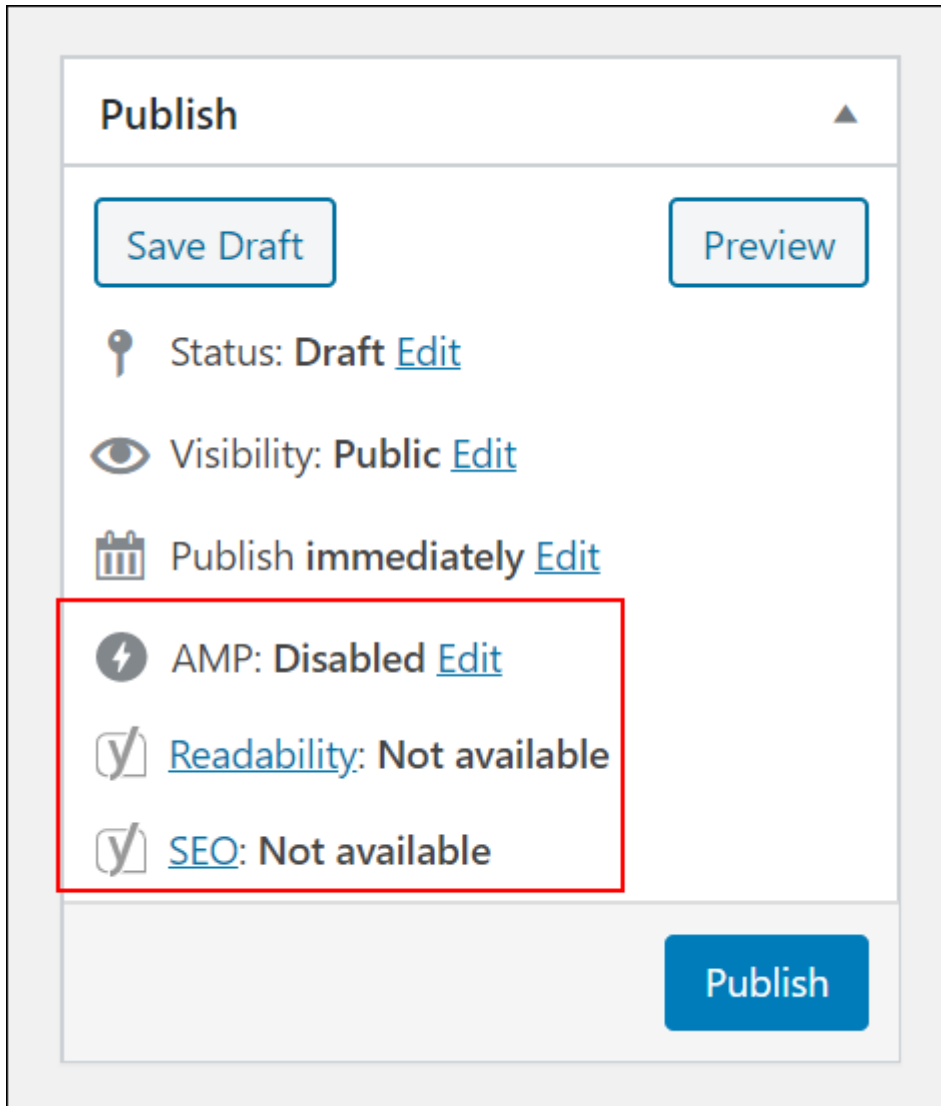 Publish
Save Draft
Preview
Status: Draft Edit
Visibility: Public Edit
Publish immediately Edit
AMP: Disabled Edit
Readability: Not available
SEO: Not available
Publish